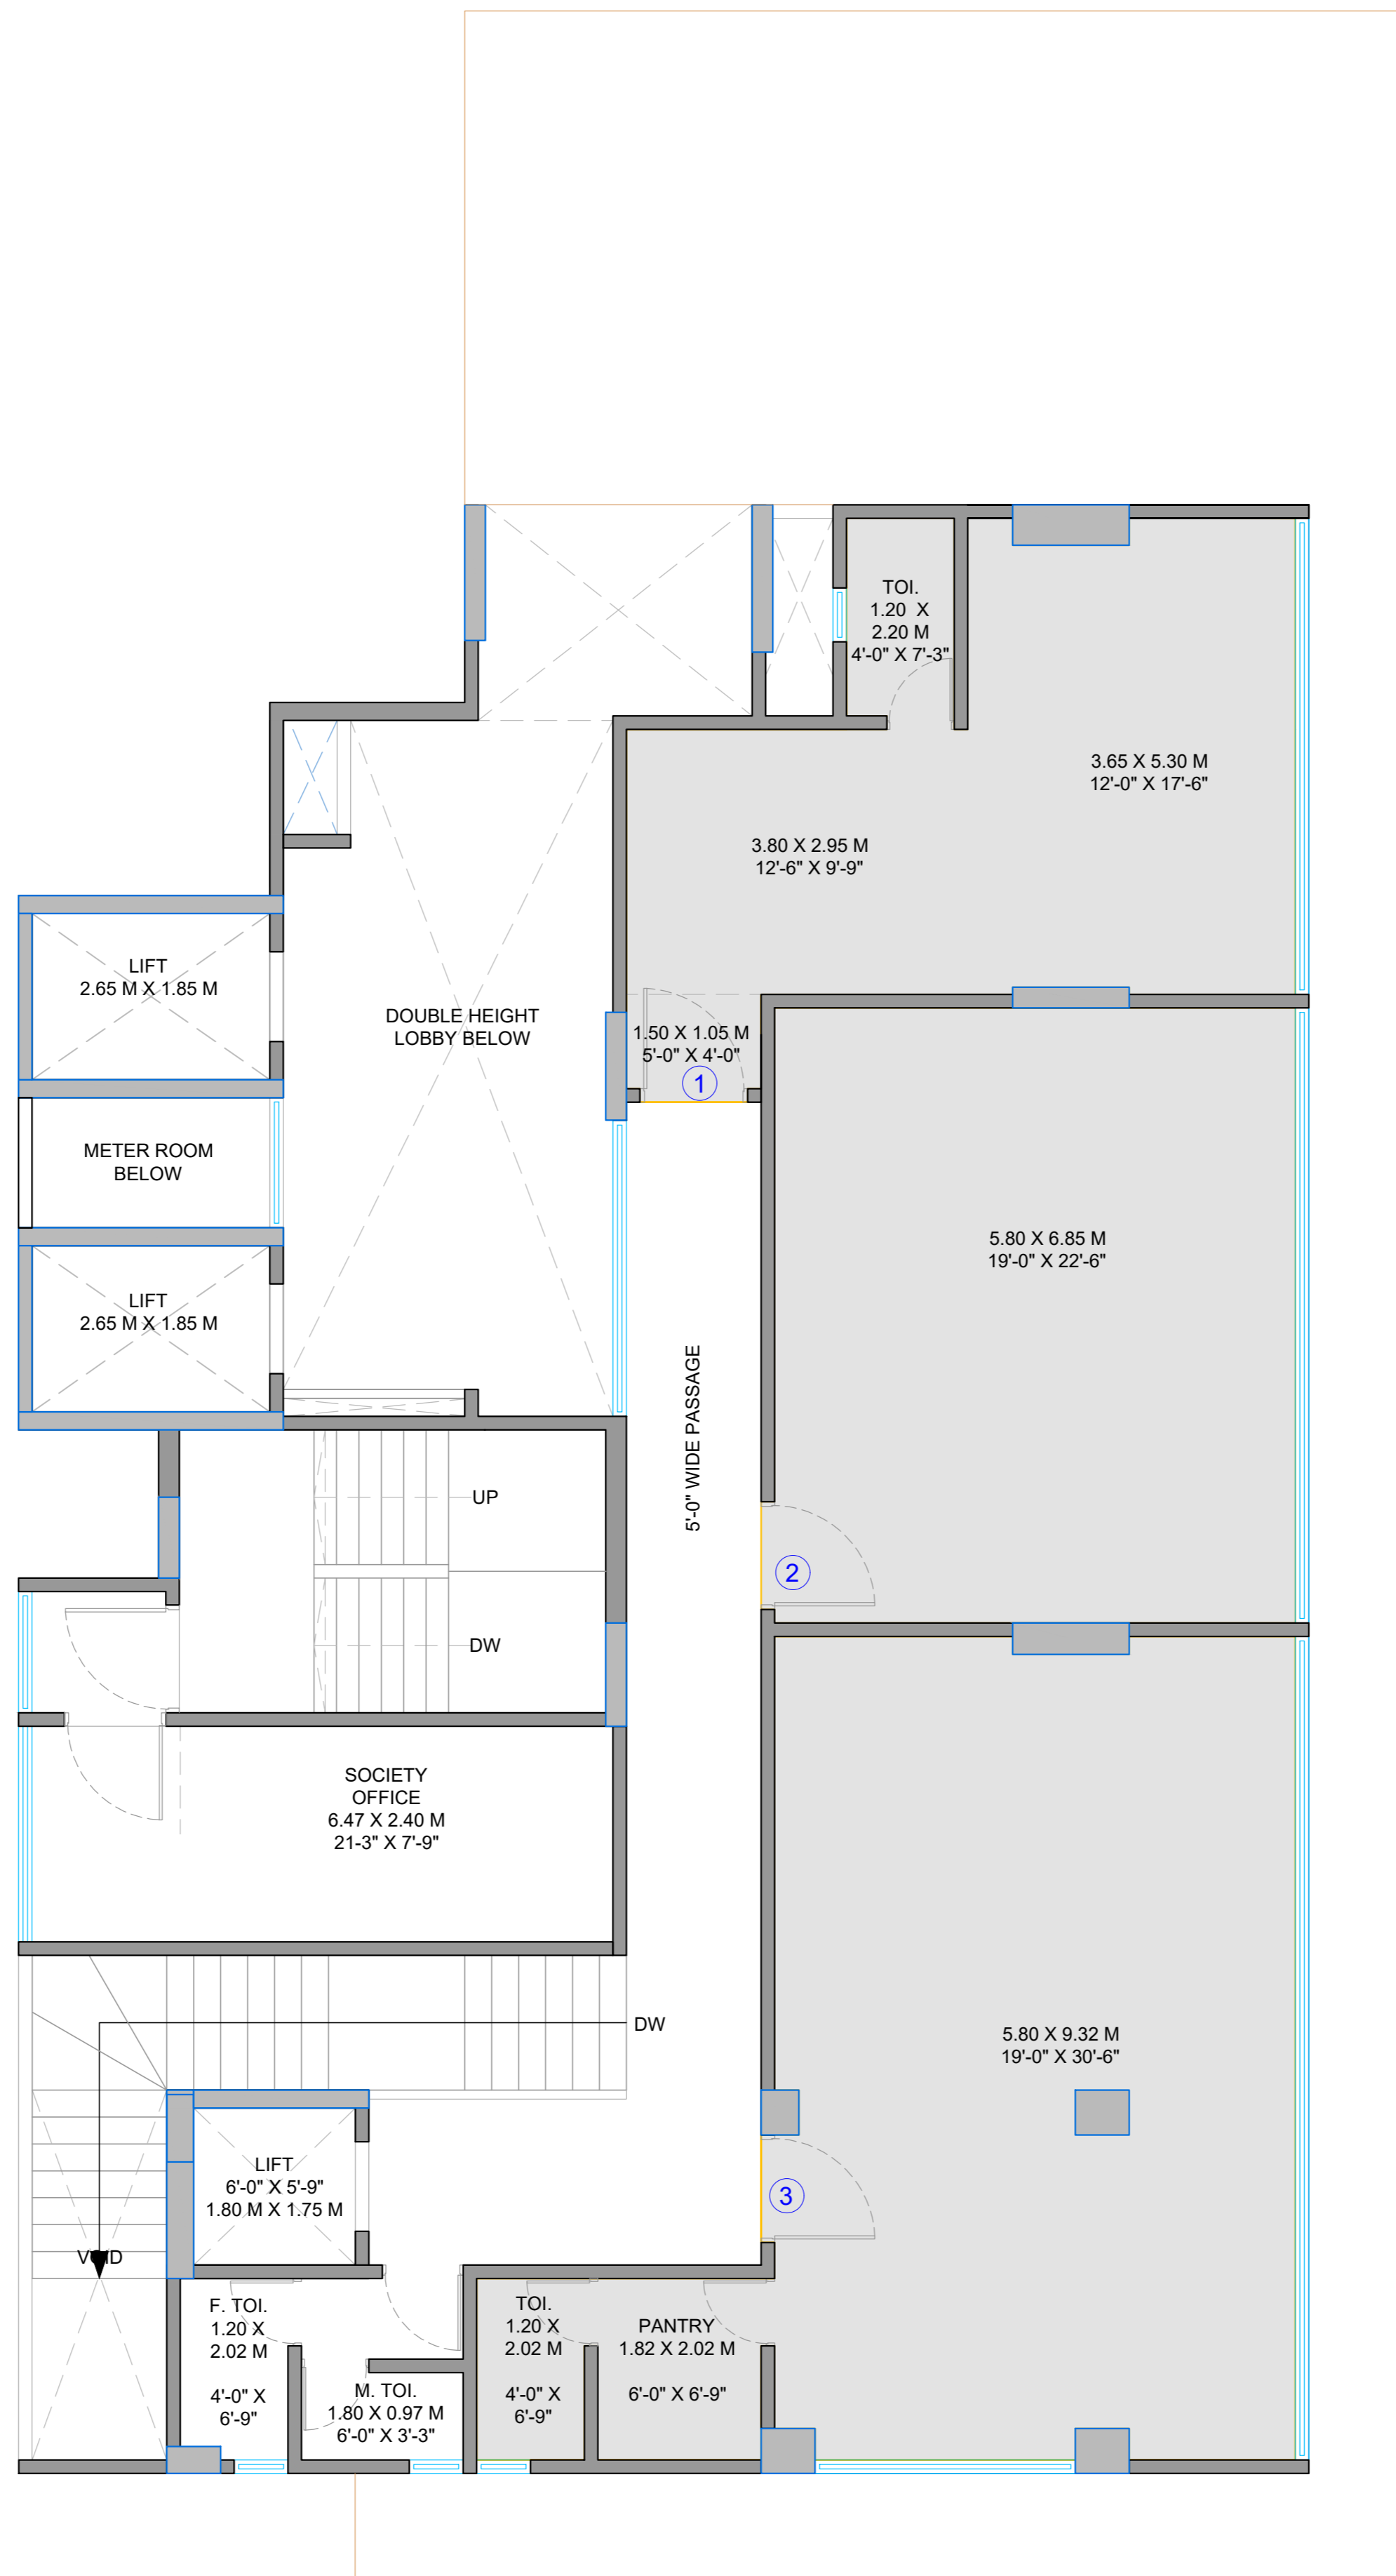 TOI.
1.20 X
2.20 M
4'-0" X 7'-3"
3.65 X 5.30 M
12'-0" X 17'-6"
3.80 X 2.95 M
12'-6" X 9'-9"
LIFT
2.65 M X 1.85 M
DOUBLE HEIGHT
LOBBY BELOW
1.50 X 1.05 M
5'-0" X 4'-0"
1
METER ROOM
BELOW
5.80 X 6.85 M
19'-0" X 22'-6"
LIFT
2.65 M X 1.85 M
5'-0" WIDE PASSAGE
UP
2
DW
SOCIETY
OFFICE
6.47 X 2.40 M
21-3" X 7'-9"
DW
5.80 X 9.32 M
19'-0" X 30'-6"
LIFT
6'-0" X 5'-9"
1.80 M X 1.75 M
3
VOID
F. TOI.
1.20 X
2.02 M
4'-0" X
6'-9"
M. TOI.
1.80 X 0.97 M
6'-0" X 3'-3"
TOI.
1.20 X
2.02 M
4'-0" X
6'-9"
PANTRY
1.82 X 2.02 M
6'-0" X 6'-9"